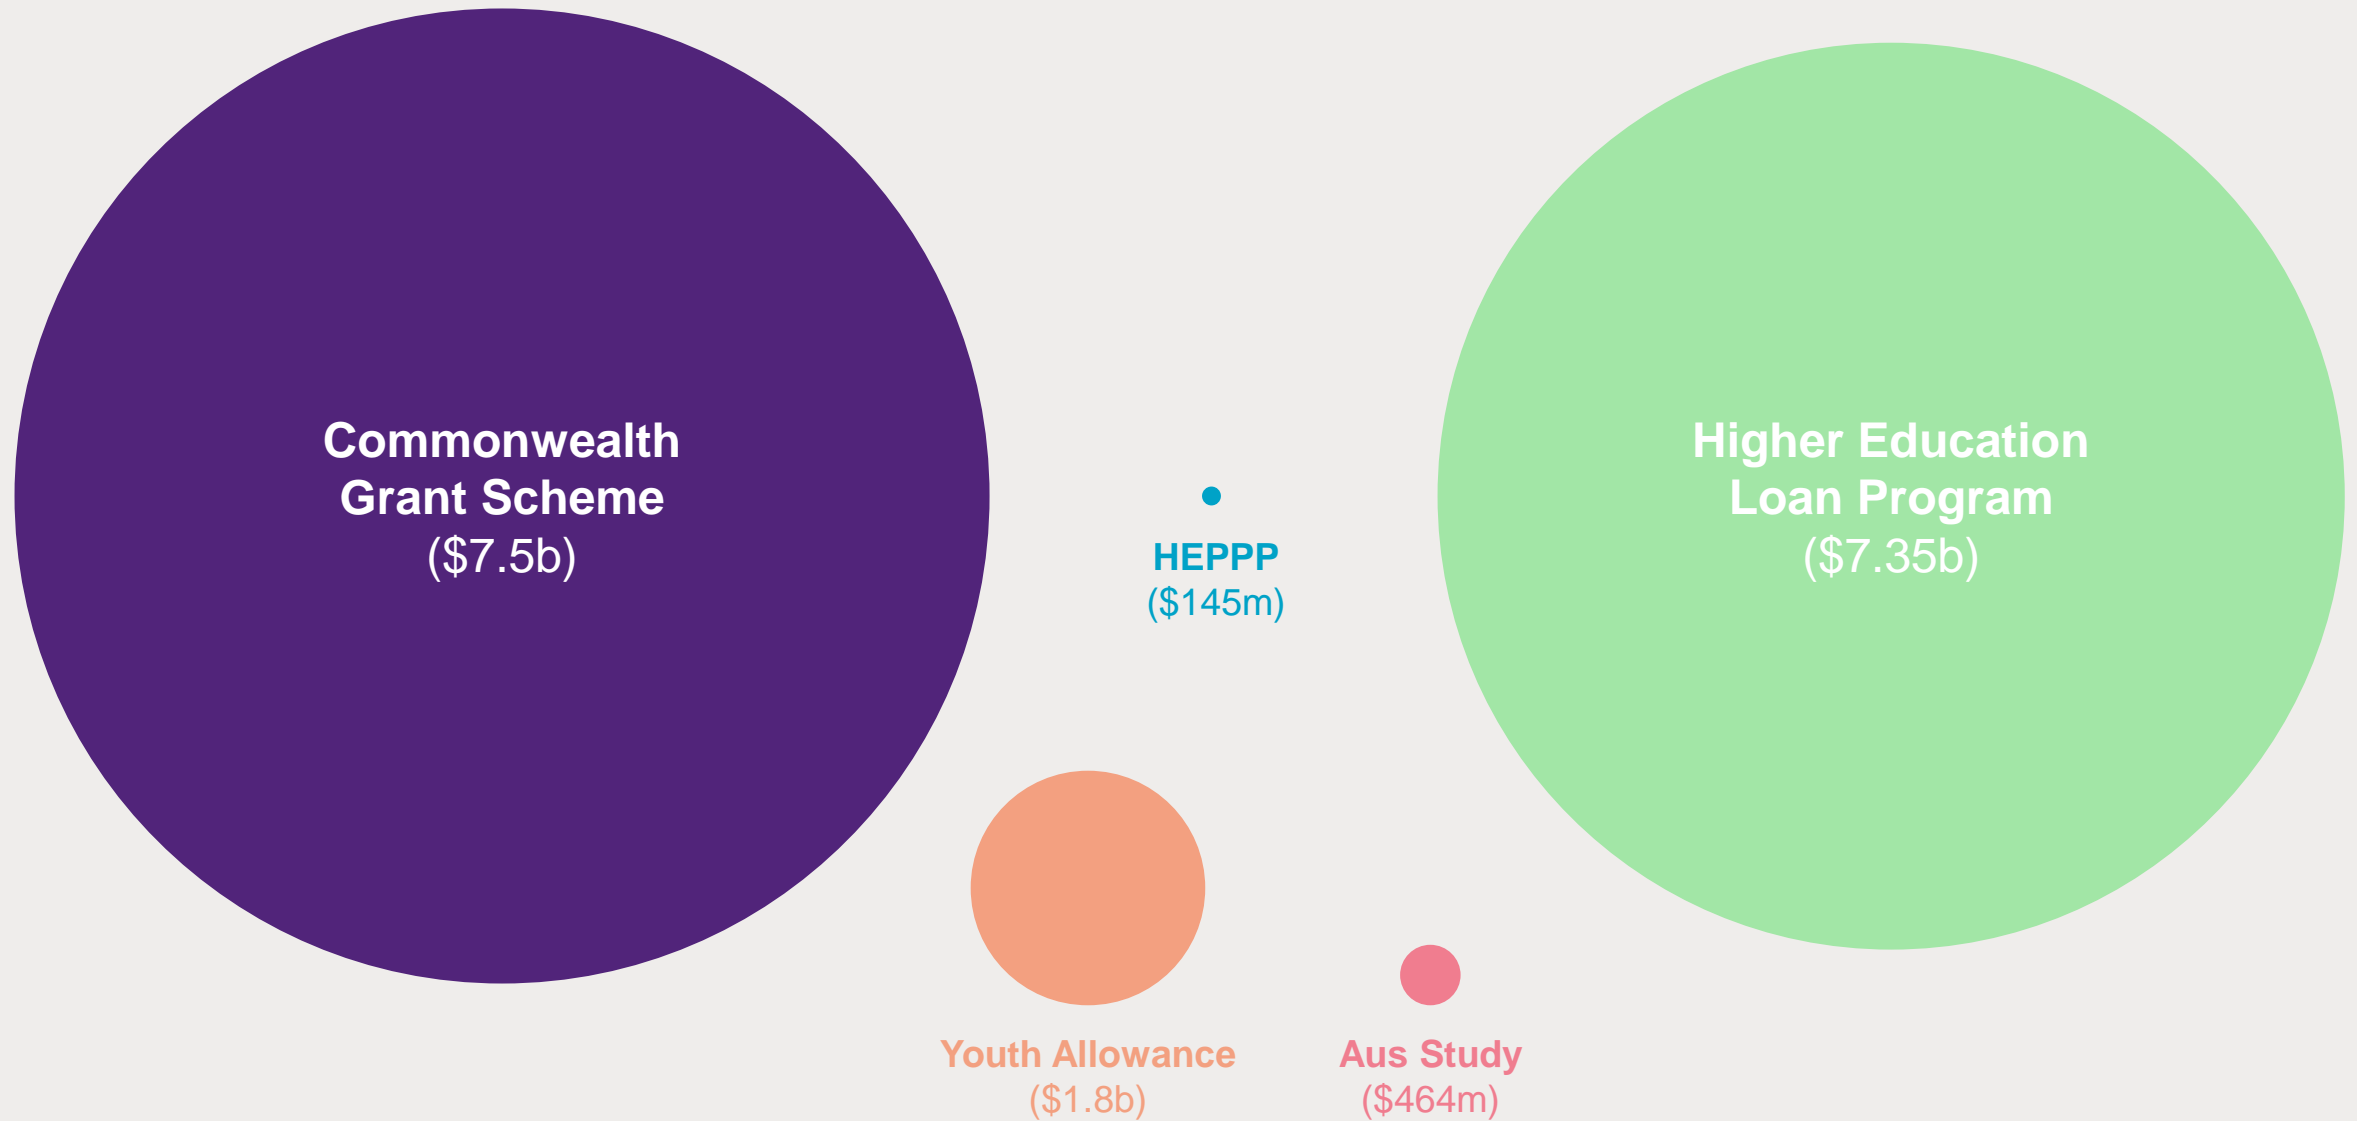 Commonwealth
Grant Scheme
($7.5b)
HEPPP
($145m)
Higher Education
Loan Program
($7.35b)
Youth Allowance
($1.8b)
Aus Study
($464m)